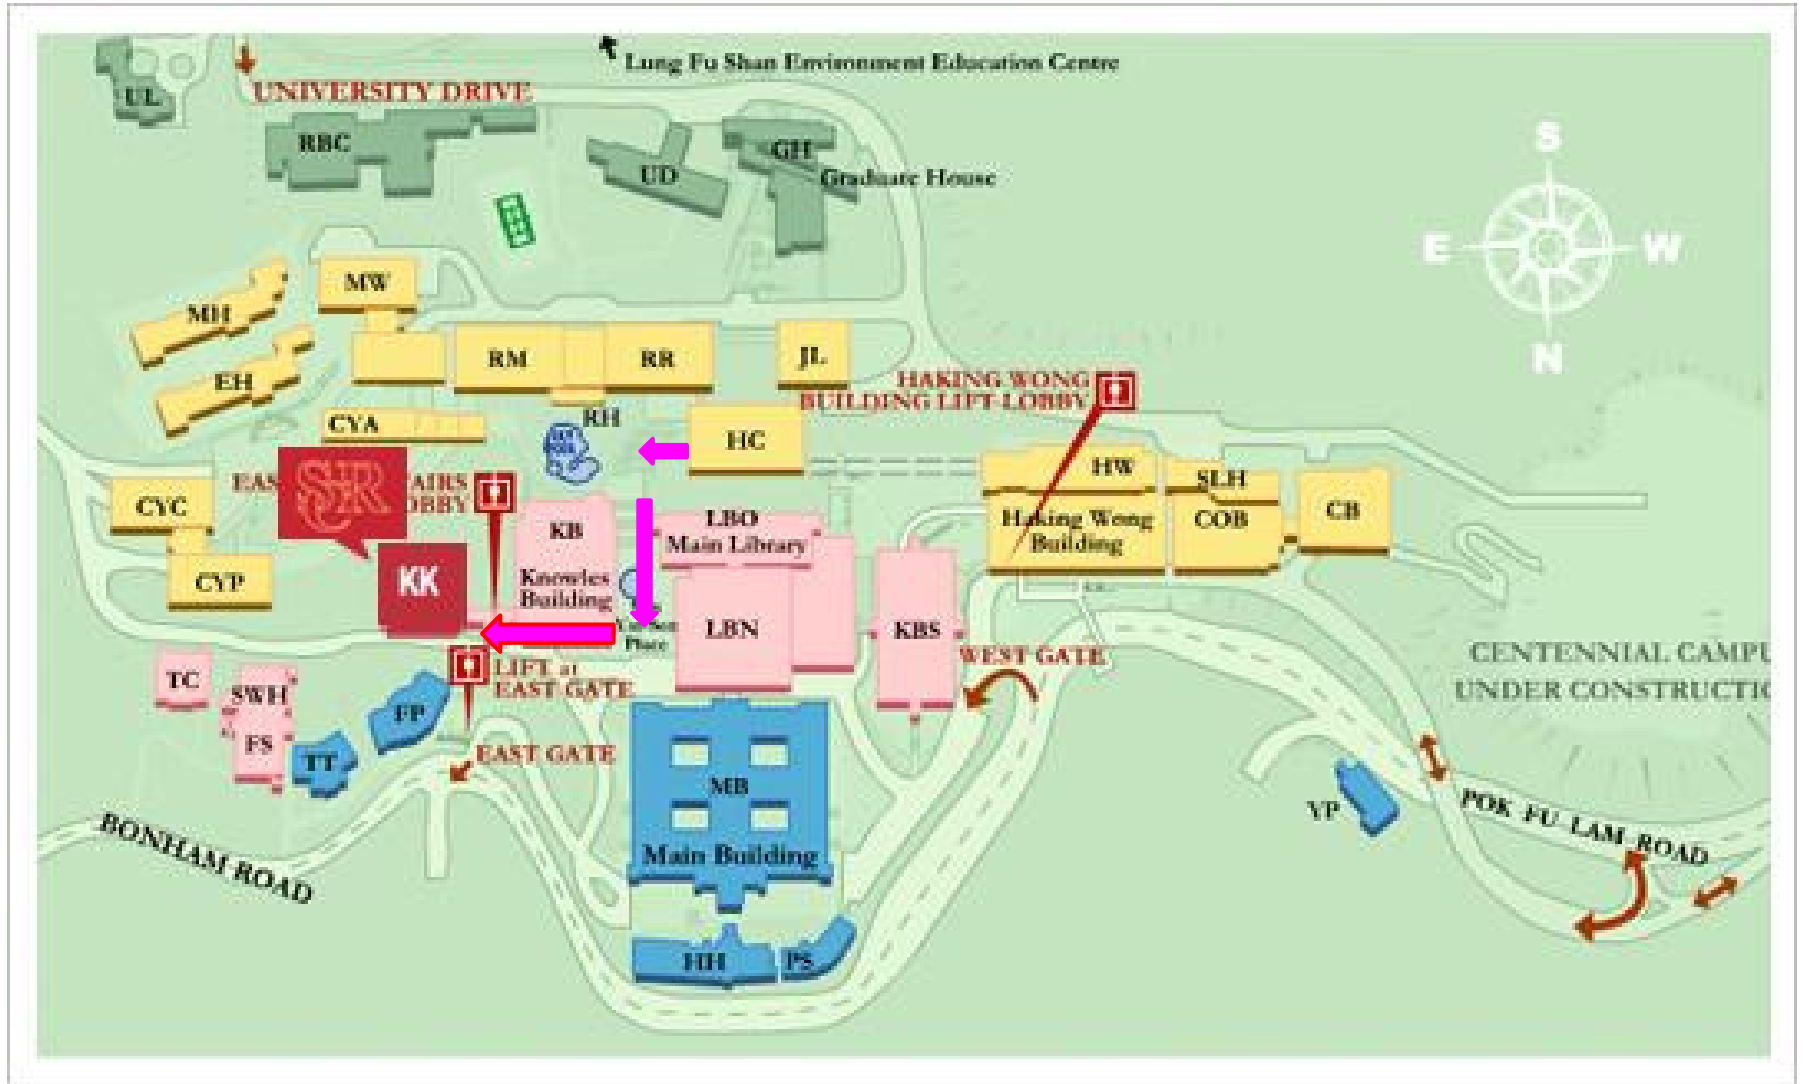 Lung Fu Shan Environment Education Centre
UL
UNIVERSITY DRIVE
RBC
UD
GH
Graduate House
S
E
W
N
MW
MH
EH
RM
RR
JL
HAKING WONG
BUILDING LIFT LOBBY
CYA
RH
HC
HW
SLH
CB
SRC
CYC
KB
LBO
Main Library
Haking Wong
Building
COB
CYP
KK
Knowles
Building
LBN
KBS
Place
WEST GATE
CENTENNIAL CAMPU
UNDER CONSTRUCTIO
TC
SWH
LIFT at
EAST GATE
FP
FS
TT
EAST GATE
MB
YP
POK FU LAM ROAD
BONHAM ROAD
Main Building
HH
PS